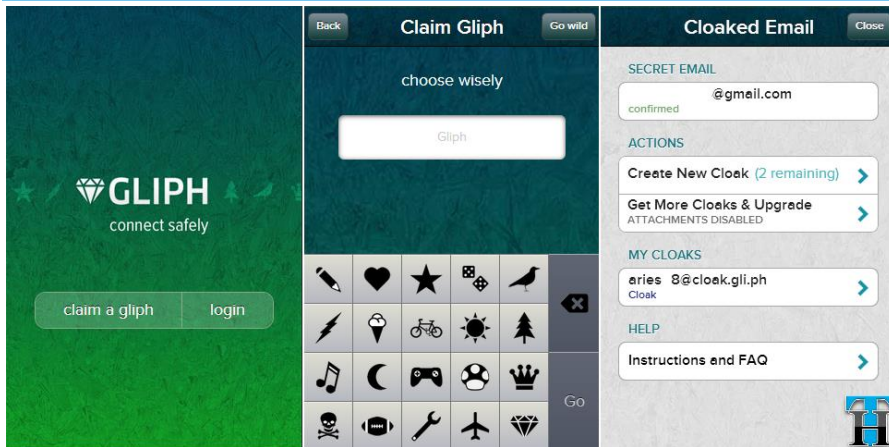 GLIPH
connect safely
claim a gliph
login
Back
Claim Gliph
Go wild
choose wisely
Gliph
Go
Cloaked Email
Close
SECRET EMAIL
@gmail.com
confirmed
ACTIONS
Create New Cloak (2 remaining)
Get More Cloaks & Upgrade
ATTACHMENTS DISABLED
MY CLOAKS
aries 8@cloak.gli.ph
Cloak
HELP
Instructions and FAQ
TH